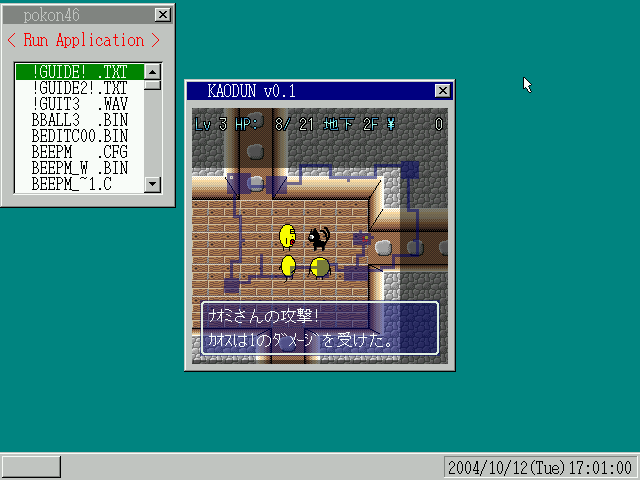 pokon46
< Run Application >
!GUIDE! .TXT
!GUIDE2!.TXT
!GUIT3 .WAV
BBALL3 .BIN
BEDITC00.BIN
BEEPM .CFG
BEEPM_W .BIN
BEEPM_~1.C
KAODUN v0.1
Lv 3 HP: 8/ 21 地下 2F ¥ 0
ﾅｵﾐさんの攻撃!
ｶｵｽは1のﾀﾞﾒｰｼﾞを受けた。
2004/10/12(Tue)17:01:00